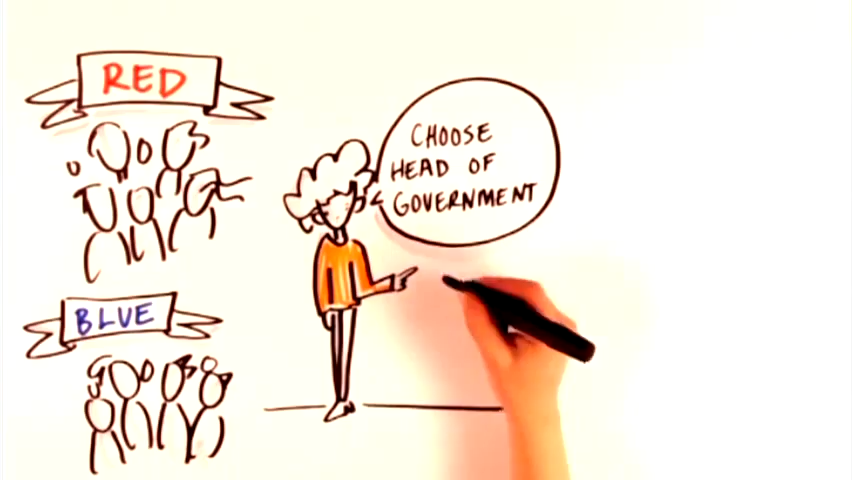 RED
CHOOSE
HEAD OF
GOVERNMENT
BLUE